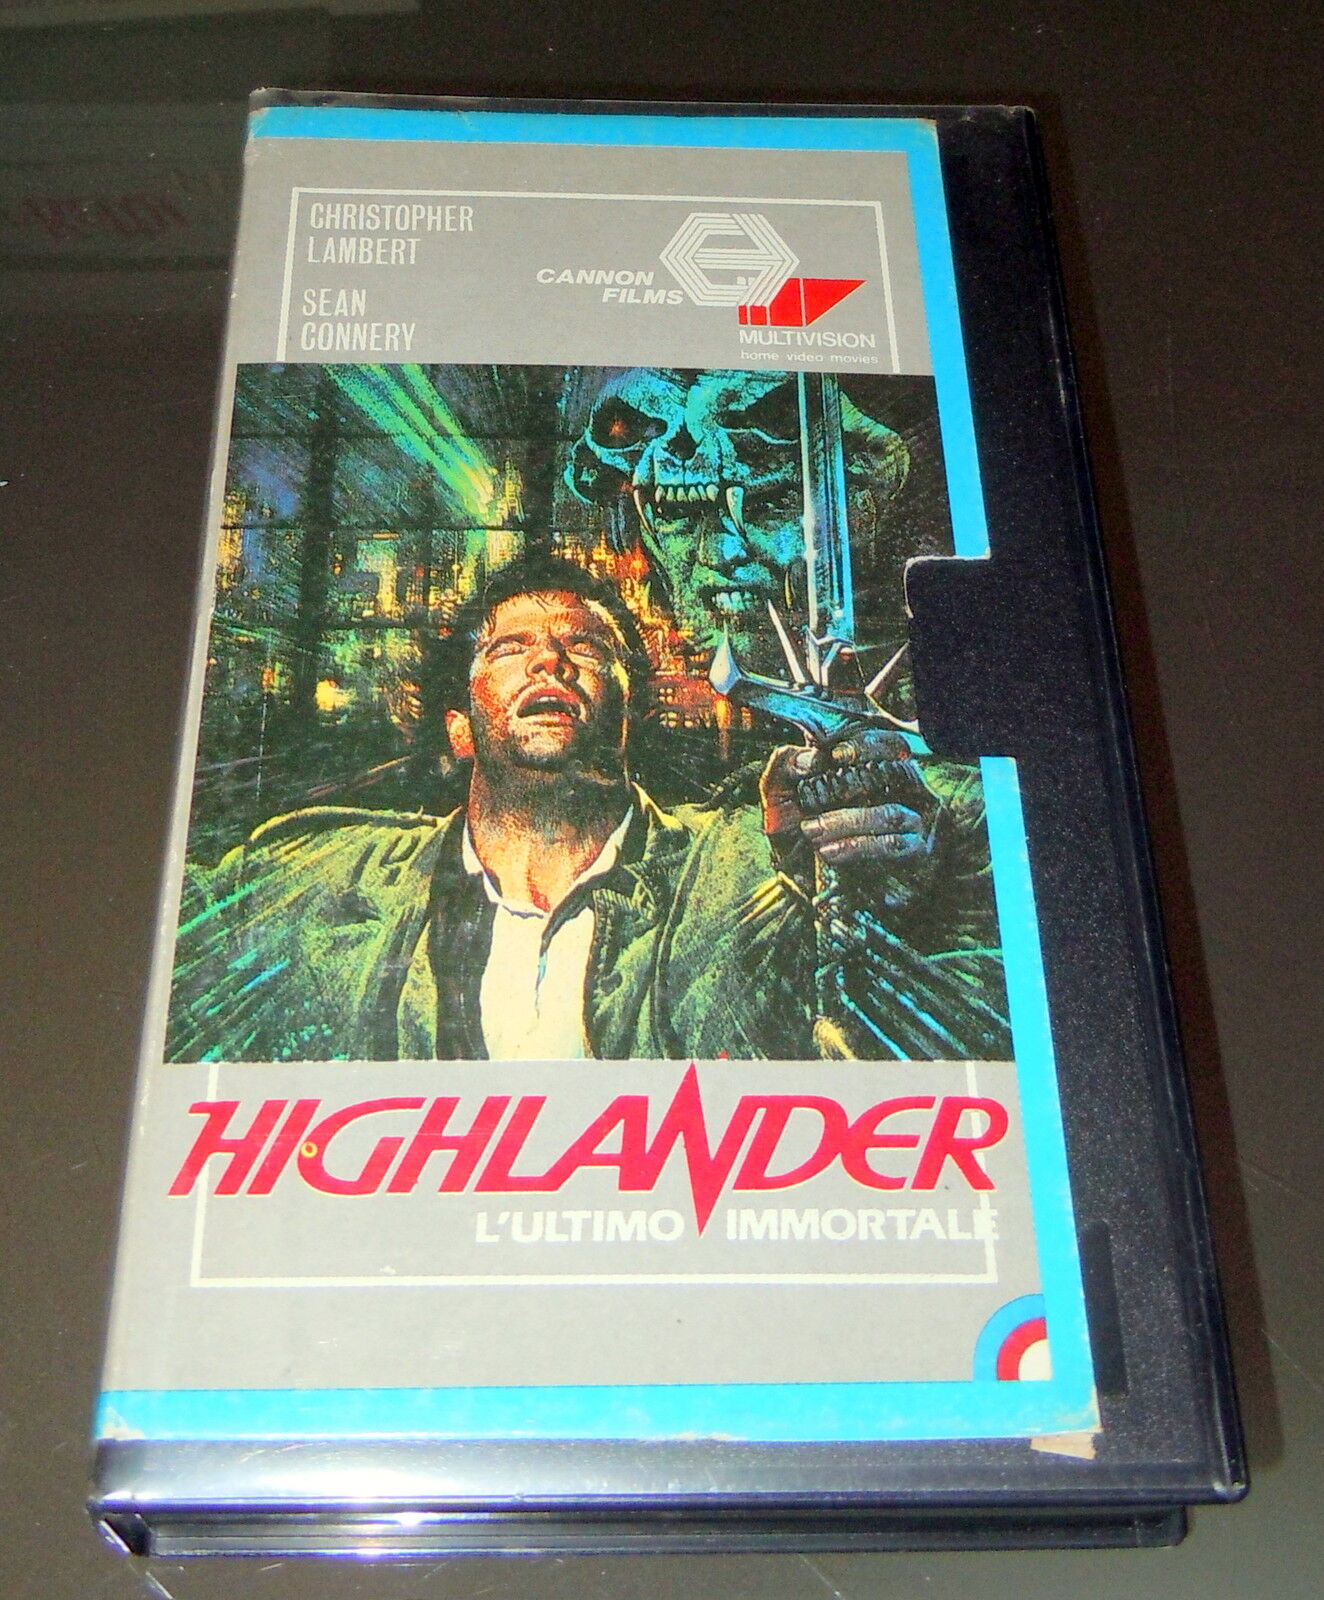 CHRISTOPHER
LAMBERT
SEAN
CONNERY
CANNON
FILMS
MULTIVISION
home video movies
HIGHLANDER
L'ULTIMO IMMORTALE